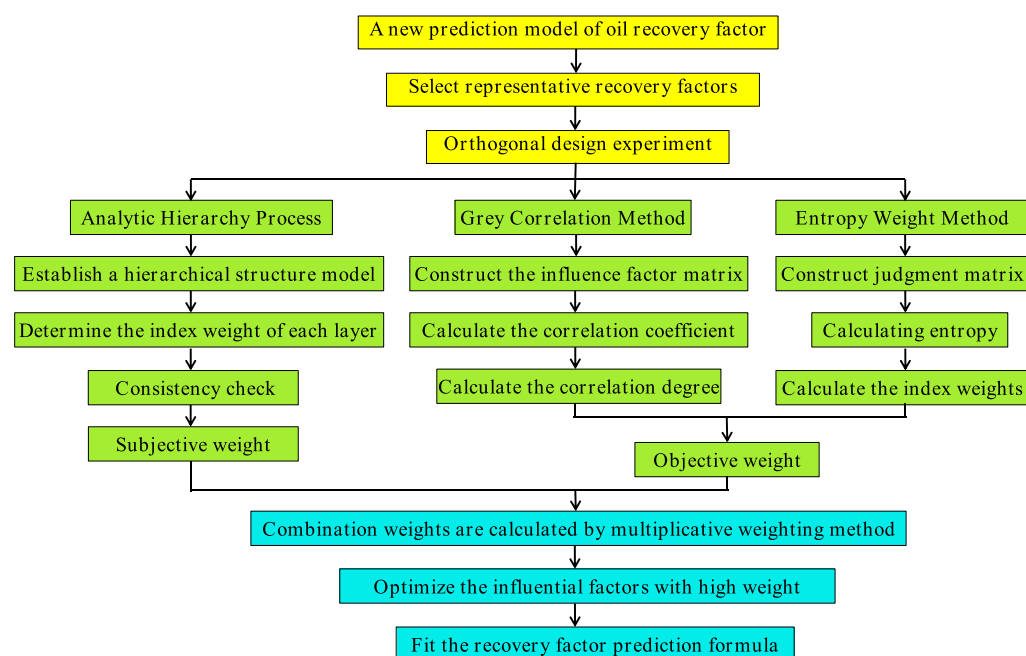 A new prediction model of oil recovery factor
Select representative recovery factors
Orthogonal design experiment
Analytic Hierarchy Process
Grey Correlation Method
Entropy Weight Method
Establish a hierarchical structure model
Construct the influence factor matrix
Construct judgment matrix
Determine the index weight of each layer
Calculate the correlation coefficient
Calculating entropy
Consistency check
Calculate the correlation degree
Calculate the index weights
Subjective weight
Objective weight
Combination weights are calculated by multiplicative weighting method
Optimize the influential factors with high weight
Fit the recovery factor prediction formula